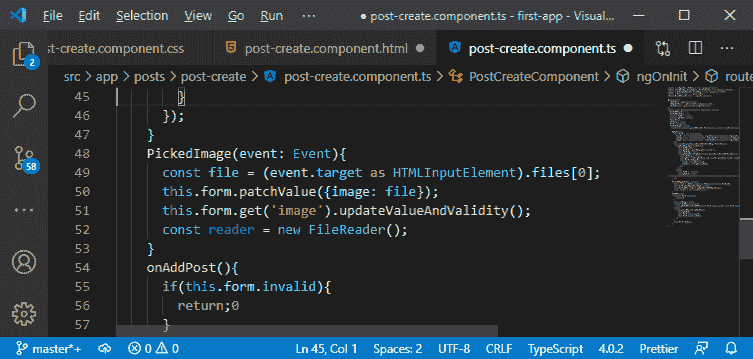 File Edit Selection View Go Run ··· post-create.component.ts - first-app - Visual...
st-create.component.css post-create.component.html post-create.component.ts
src > app > posts > post-create > post-create.component.ts > PostCreateComponent > ngOnInit > route
2
58
45 }
46 });
47 }
48 PickedImage(event: Event){
49 const file = (event.target as HTMLInputElement).files[0];
50 this.form.patchValue({image: file});
51 this.form.get('image').updateValueAndValidity();
52 const reader = new FileReader();
53 }
54 onAddPost(){
55 if(this.form.invalid){
56 return;0
57 }
master*+ 0 0 Ln 45, Col 1 Spaces: 2 UTF-8 CRLF TypeScript 4.0.2 Prettier